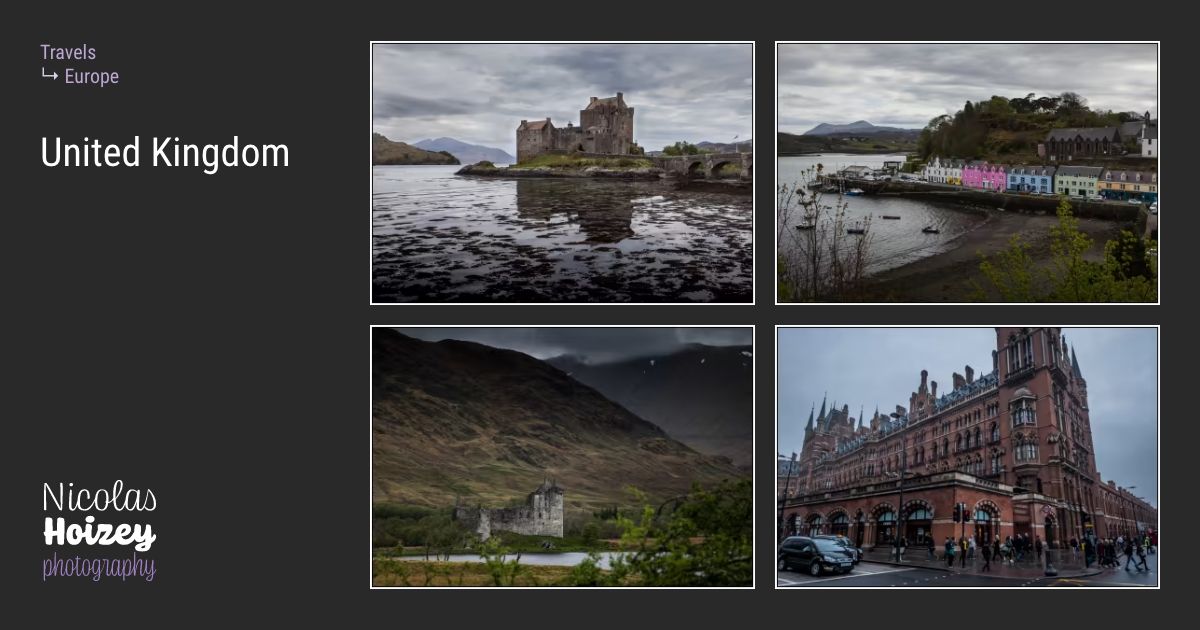 Travels
↳ Europe
United Kingdom
Nicolas
Hoizey
photography